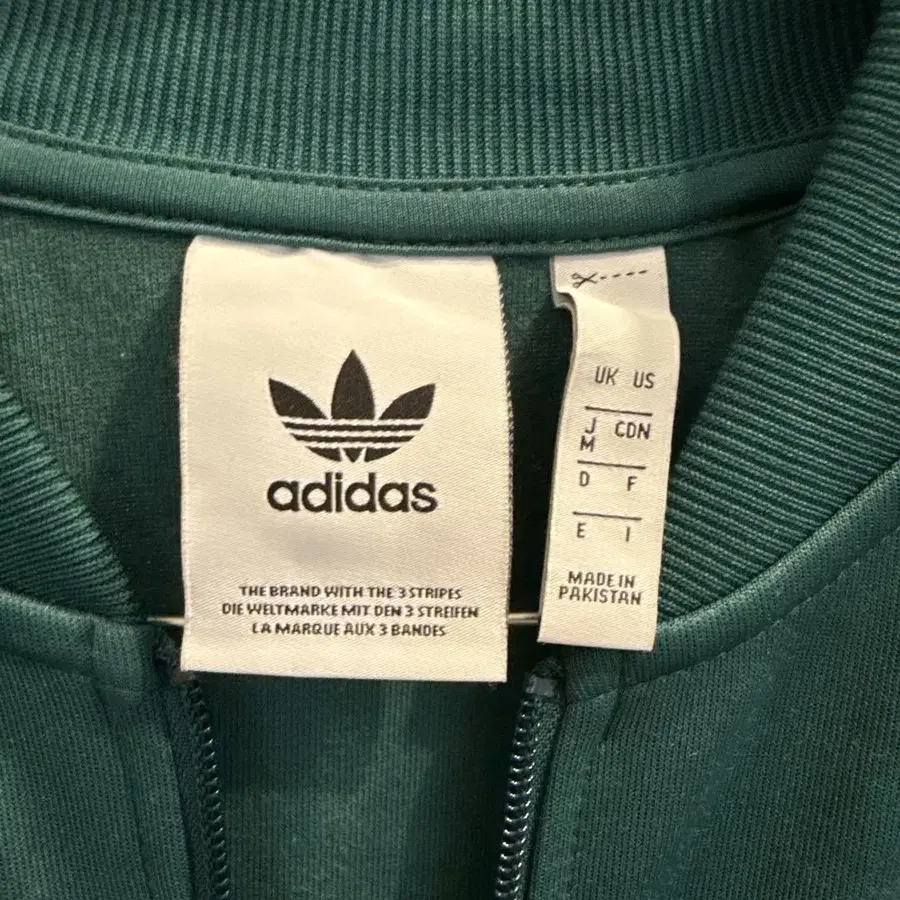 adidas
THE BRAND WITH THE 3 STRIPES
DIE WELTMARKE MIT DEN 3 STREIFEN
LA MARQUE AUX 3 BANDES
UK US
J
M CDN
D F
E I
MADE IN
PAKISTAN